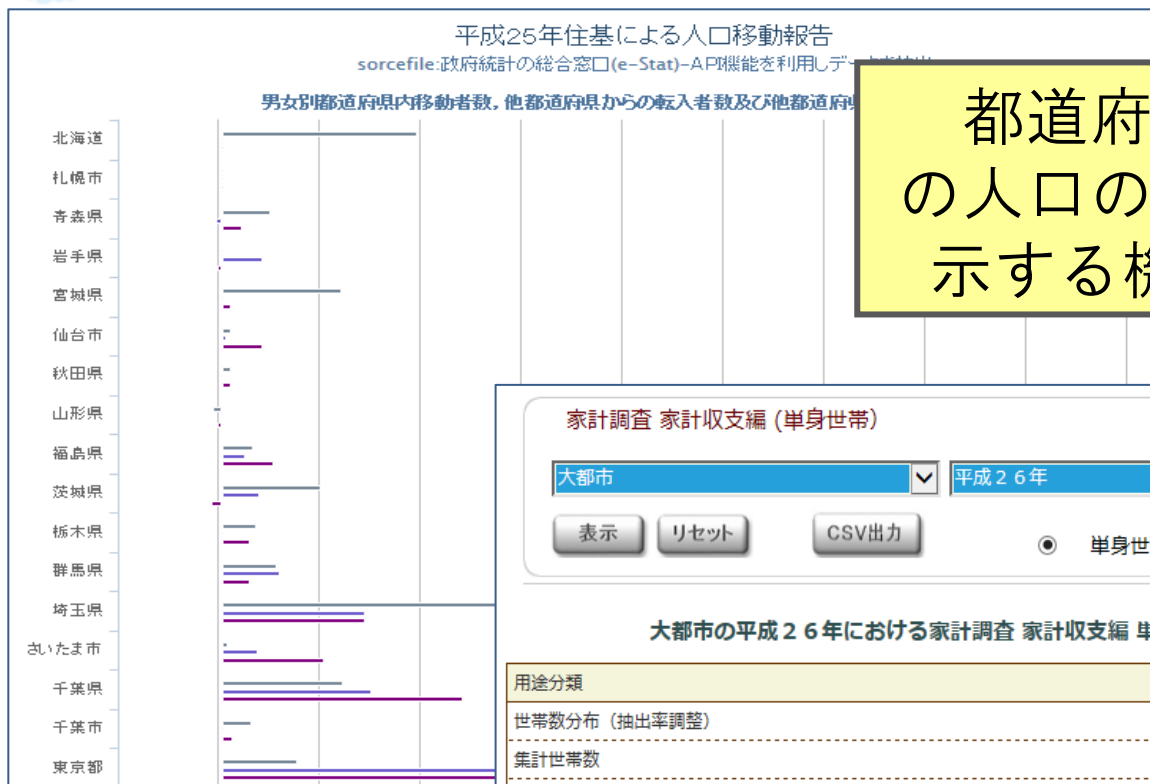 平成25年住基による人口移動報告
sorcefile:政府統計の総合窓口(e-Stat)-API機能を利用しデータ
男女別都道府県内移動者数，他都道府県からの転入者数及び他都道府
都道府
の人口の
示する機
北海道
札幌市
青森県
岩手県
宮城県
仙台市
秋田県
山形県
福島県
茨城県
栃木県
群馬県
埼玉県
さいたま市
千葉県
千葉市
東京都
家計調査 家計収支編 (単身世帯)
大都市 平成２６年
表示 リセット CSV出力 単身世
大都市の平成２６年における家計調査 家計収支編 単
用途分類
世帯数分布（抽出率調整）
集計世帯数